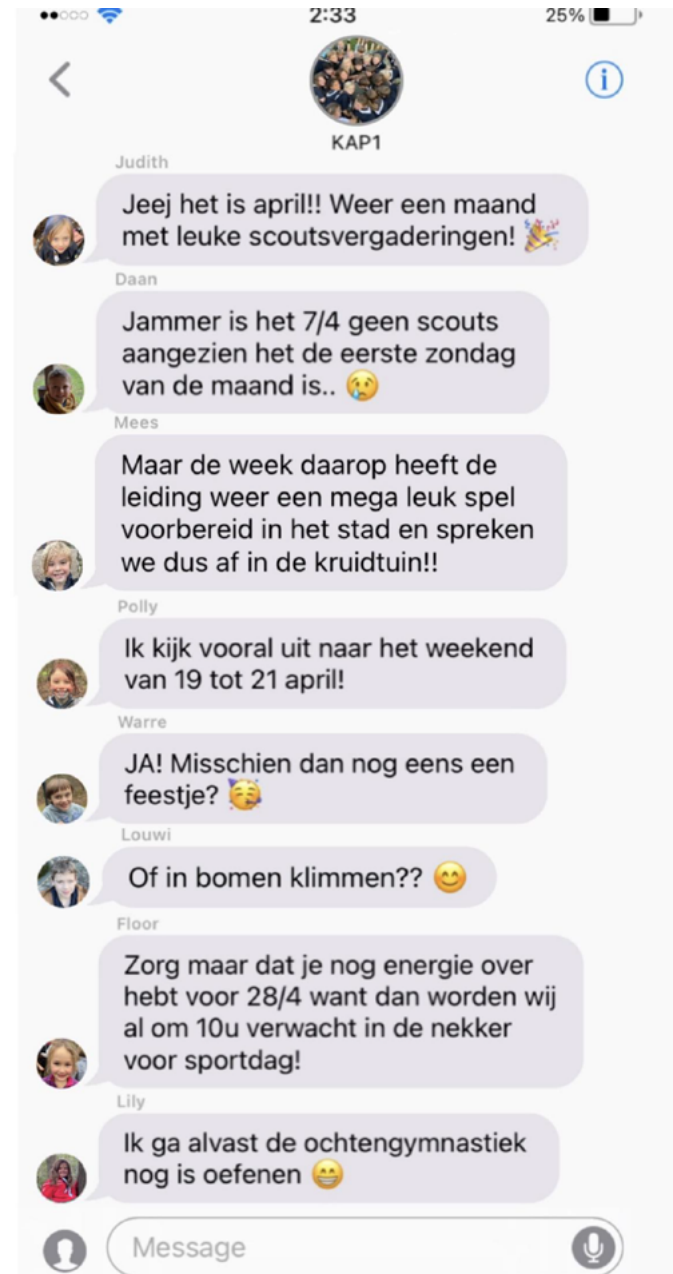 2:33
25%
KAP1
Judith
Jeej het is april!! Weer een maand
met leuke scoutsvergaderingen! 🎉
Daan
Jammer is het 7/4 geen scouts
aangezien het de eerste zondag
van de maand is.. 😢
Mees
Maar de week daarop heeft de
leiding weer een mega leuk spel
voorbereid in het stad en spreken
we dus af in de kruidtuin!!
Polly
Ik kijk vooral uit naar het weekend
van 19 tot 21 april!
Warre
JA! Misschien dan nog eens een
feestje? 🥳
Louwi
Of in bomen klimmen?? 😊
Floor
Zorg maar dat je nog energie over
hebt voor 28/4 want dan worden wij
al om 10u verwacht in de nekker
voor sportdag!
Lily
Ik ga alvast de ochtengymnastiek
nog is oefenen 😁
Message